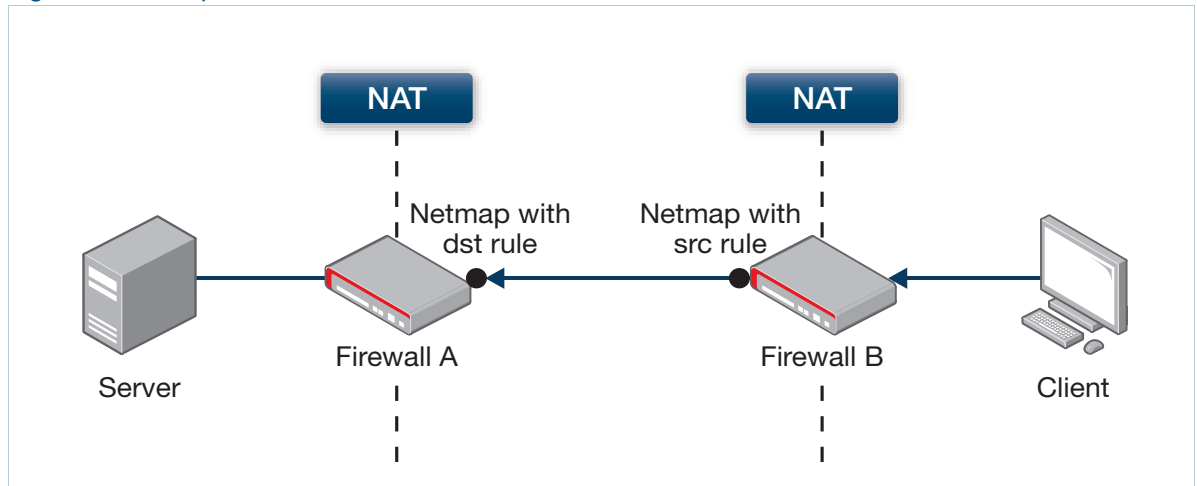 NAT
NAT
Netmap with
dst rule
Netmap with
src rule
Firewall A
Firewall B
Server
Client